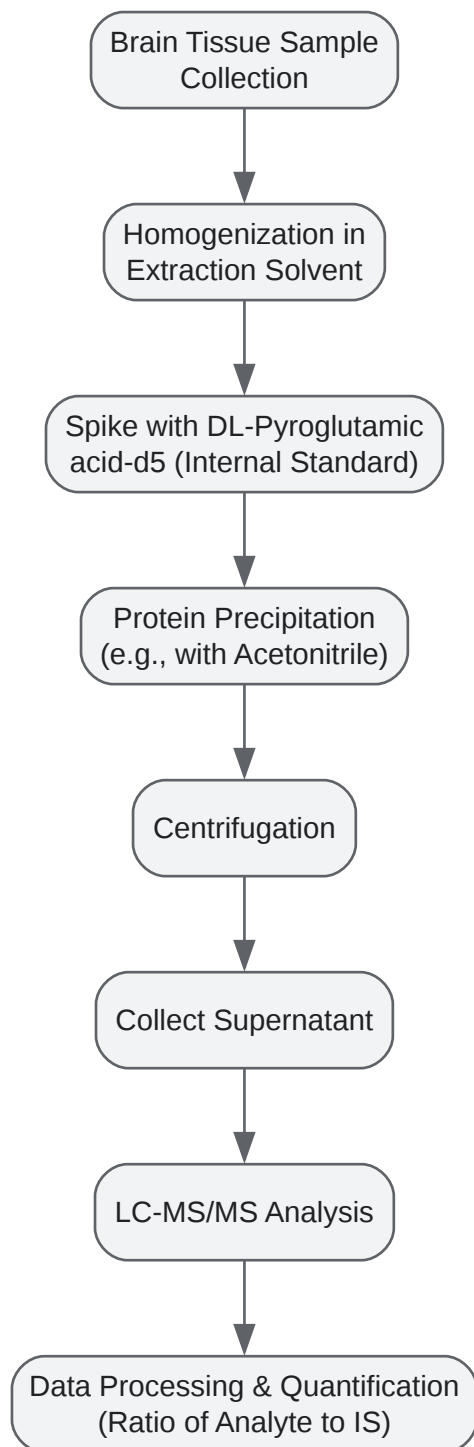 Brain Tissue Sample
Collection
Homogenization in
Extraction Solvent
Spike with DL-Pyroglutamic
acid-d5 (Internal Standard)
Protein Precipitation
(e.g., with Acetonitrile)
Centrifugation
Collect Supernatant
LC-MS/MS Analysis
Data Processing & Quantification
(Ratio of Analyte to IS)